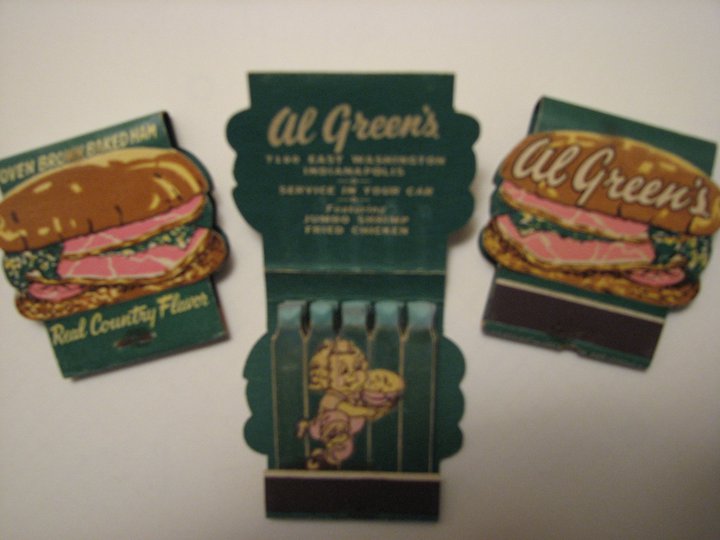 OVEN BROWN BAKED HAM
Real Country Flavor
Al Green's
7100 EAST WASHINGTON
INDIANAPOLIS
SERVICE IN YOUR CAR
Featuring
JUMBO SHRIMP
FRIED CHICKEN
Al Green's